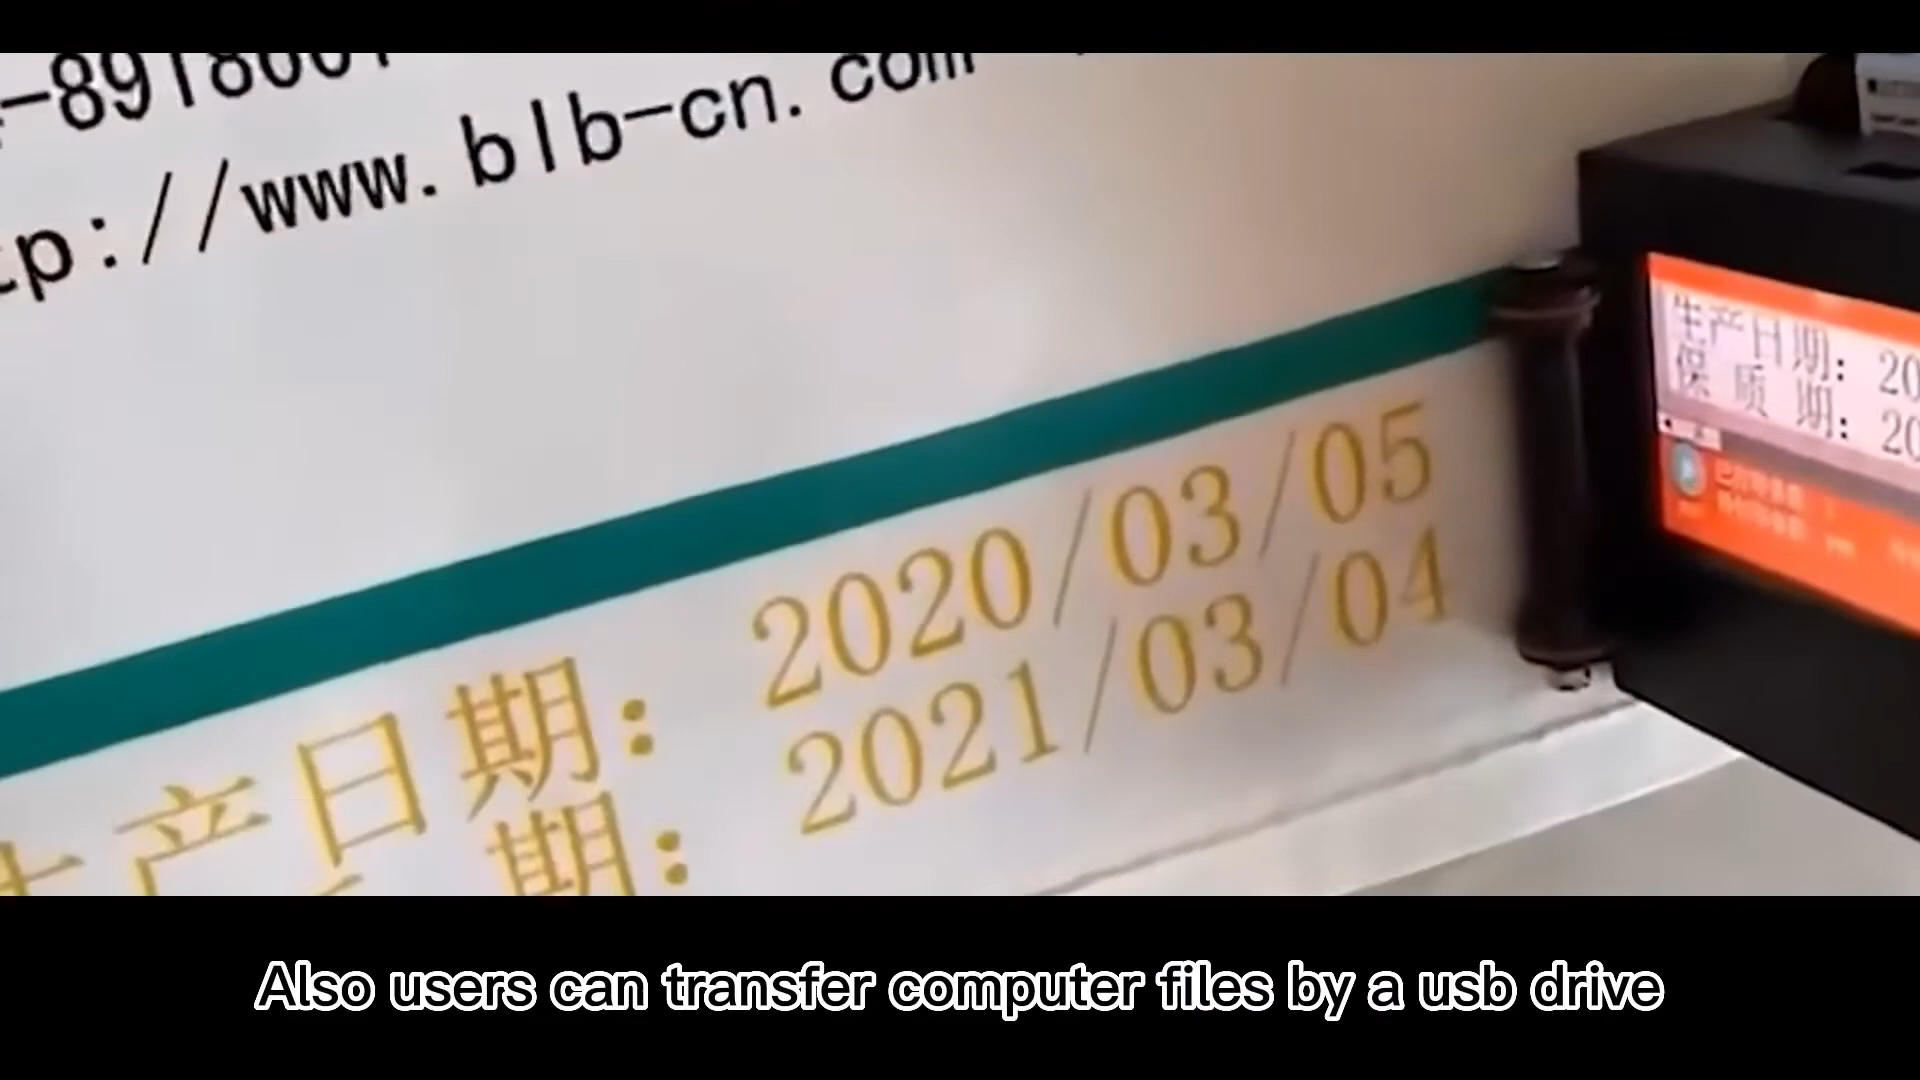 tp://www.blb-cn.com
生产日期: 2020/03/05
期: 2021/03/04
生产日期: 20
保 质 期: 20
Also users can transfer computer files by a usb drive